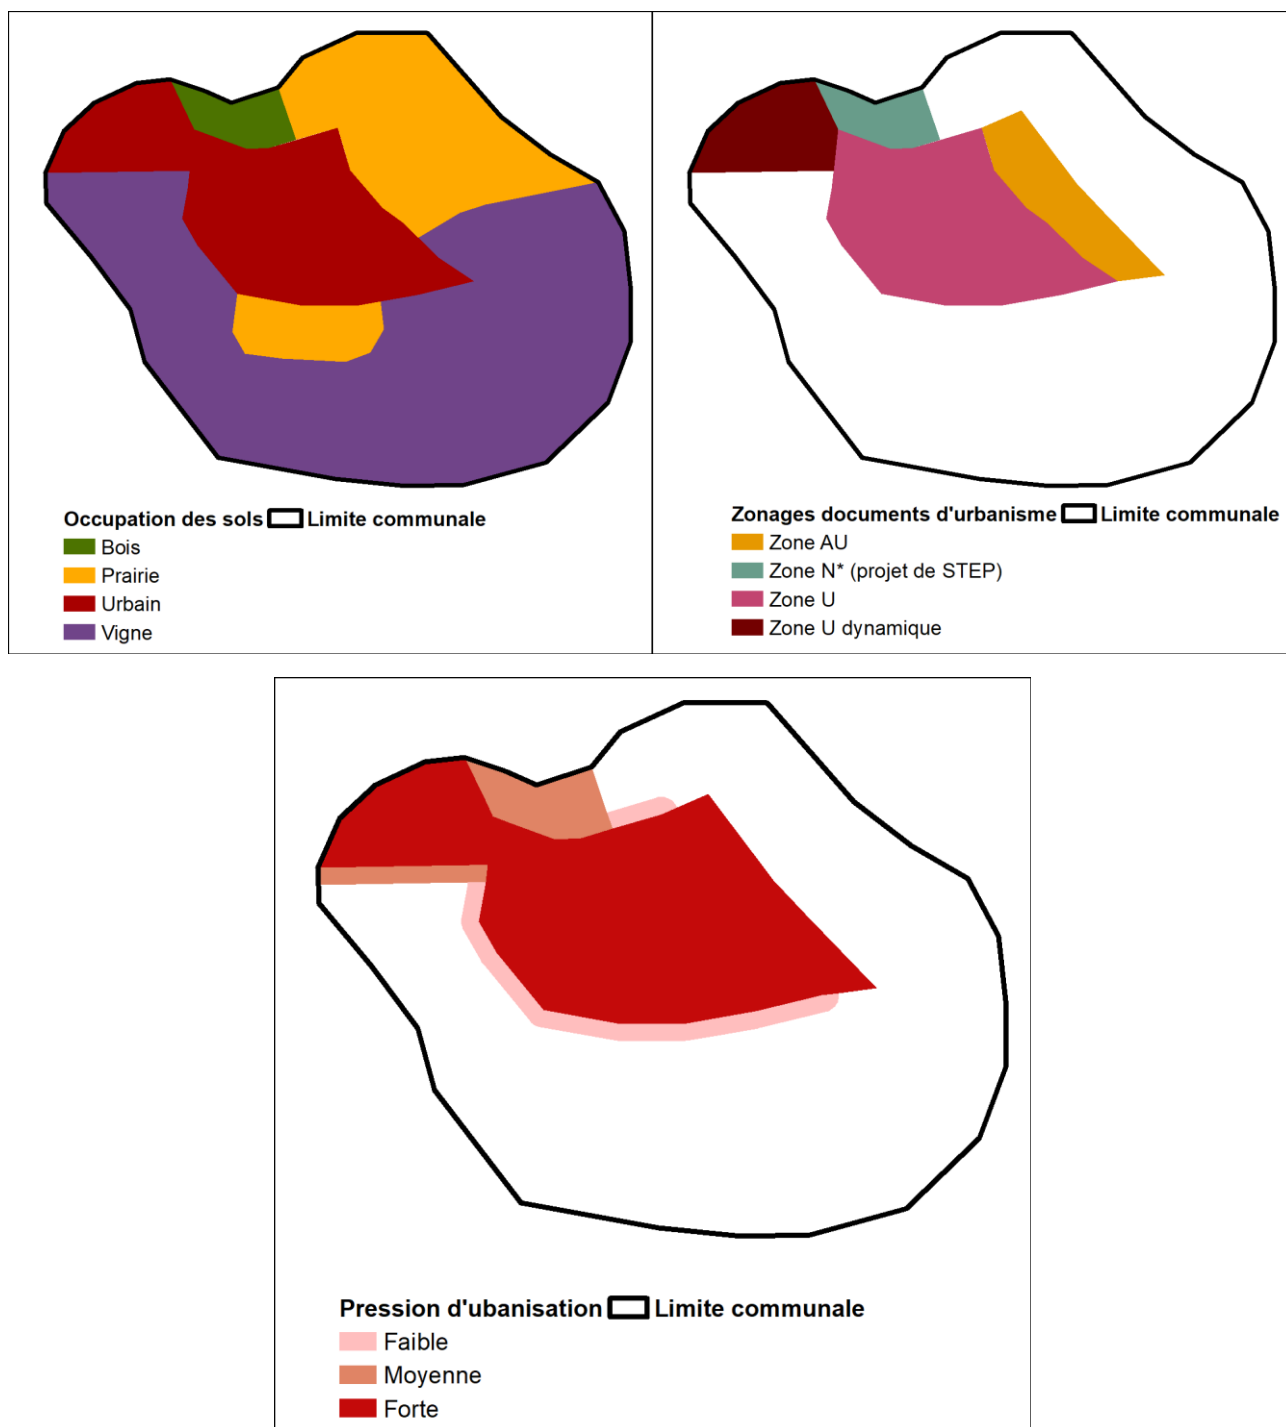 Occupation des sols Limite communale
Bois
Prairie
Urbain
Vigne
Zonages documents d'urbanisme Limite communale
Zone AU
Zone N* (projet de STEP)
Zone U
Zone U dynamique
Pression d'ubanisation Limite communale
Faible
Moyenne
Forte